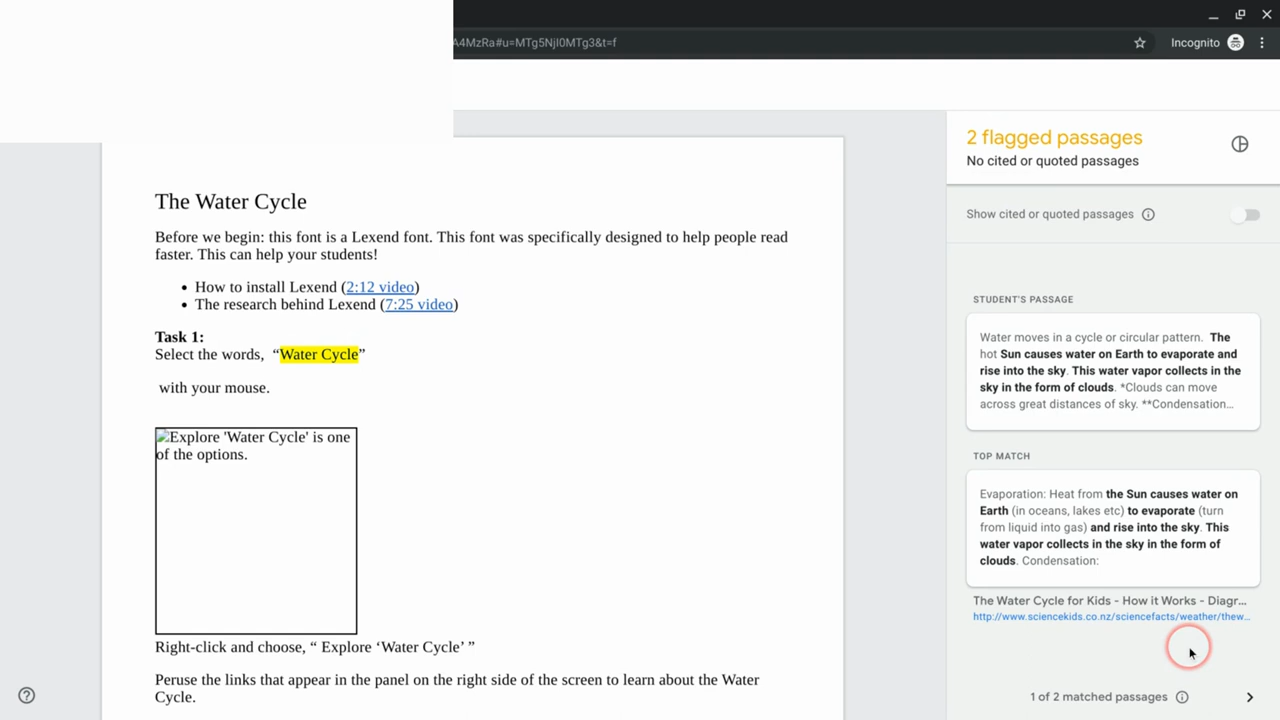 A4MzRa#u=MTg5NjI0MTg3&t=f
Incognito
2 flagged passages
No cited or quoted passages
Show cited or quoted passages
The Water Cycle
Before we begin: this font is a Lexend font. This font was specifically designed to help people read
faster. This can help your students!
• How to install Lexend (2:12 video)
• The research behind Lexend (7:25 video)
Task 1:
Select the words, “Water Cycle”
with your mouse.
Explore 'Water Cycle' is one
of the options.
Right-click and choose, “ Explore ‘Water Cycle’ ”
Peruse the links that appear in the panel on the right side of the screen to learn about the Water
Cycle.
STUDENT'S PASSAGE
Water moves in a cycle or circular pattern. The
hot Sun causes water on Earth to evaporate and
rise into the sky. This water vapor collects in the
sky in the form of clouds. *Clouds can move
across great distances of sky. **Condensation...
TOP MATCH
Evaporation: Heat from the Sun causes water on
Earth (in oceans, lakes etc) to evaporate (turn
from liquid into gas) and rise into the sky. This
water vapor collects in the sky in the form of
clouds. Condensation:
The Water Cycle for Kids - How it Works - Diagr...
http://www.sciencekids.co.nz/sciencefacts/weather/thew...
1 of 2 matched passages